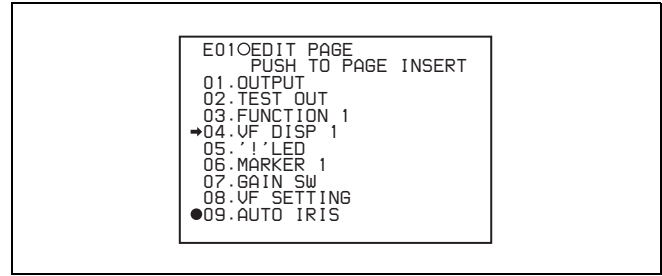 E01○EDIT PAGE
PUSH TO PAGE INSERT
01.OUTPUT
02.TEST OUT
03.FUNCTION 1
➡04.VF DISP 1
05.'!'LED
06.MARKER 1
07.GAIN SW
08.VF SETTING
●09.AUTO IRIS